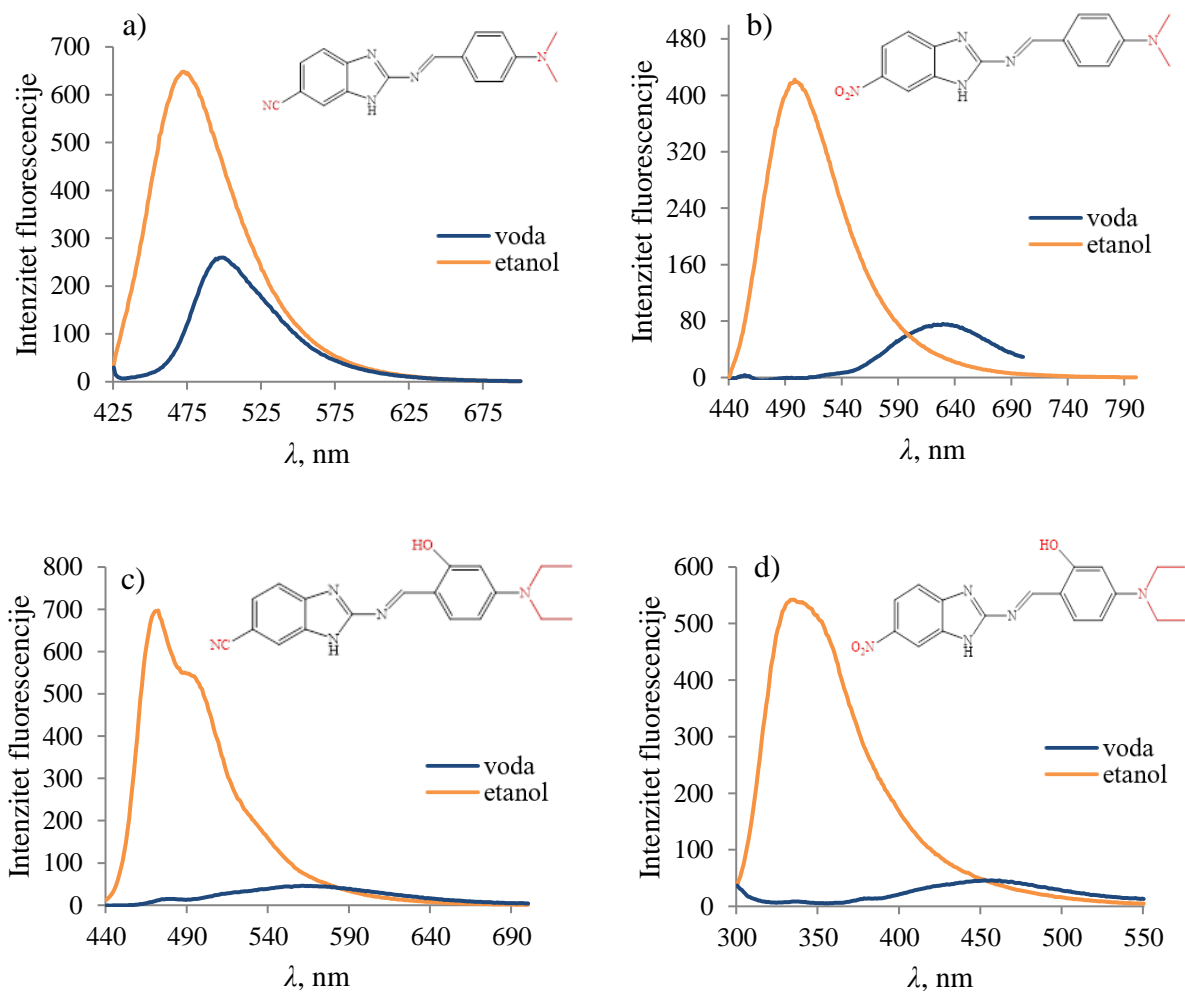 a)
Intenzitet fluorescencije
700
600
500
400
300
200
100
0
425
475
525
575
625
675
λ, nm
voda
etanol
NC
N
N
N
H
N
b)
Intenzitet fluorescencije
480
400
320
240
160
80
0
440
490
540
590
640
690
740
790
λ, nm
voda
etanol
O₂N
N
N
N
H
N
c)
Intenzitet fluorescencije
800
700
600
500
400
300
200
100
0
440
490
540
590
640
690
λ, nm
voda
etanol
HO
NC
N
N
N
H
N
d)
Intenzitet fluorescencije
600
500
400
300
200
100
0
300
350
400
450
500
550
λ, nm
voda
etanol
HO
O₂N
N
N
N
H
N